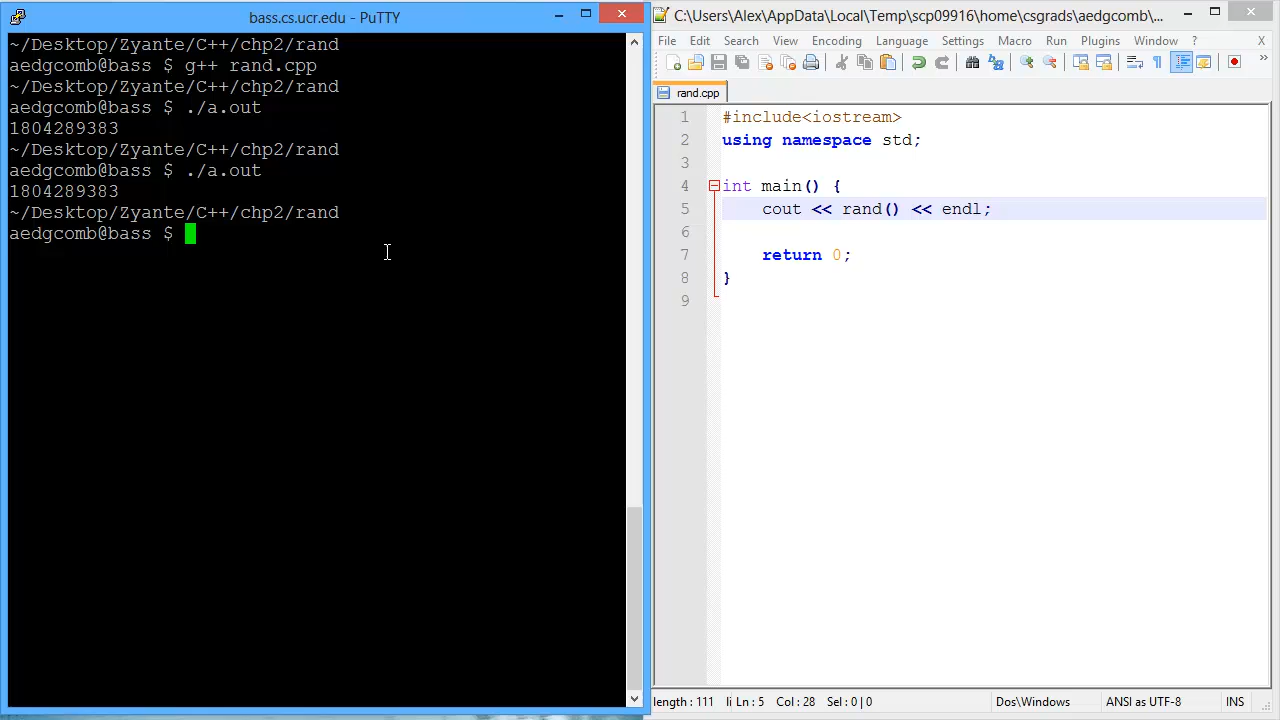 bass.cs.ucr.edu - PuTTY
~/Desktop/Zyante/C++/chp2/rand
aedgcomb@bass $ g++ rand.cpp
~/Desktop/Zyante/C++/chp2/rand
aedgcomb@bass $ ./a.out
1804289383
~/Desktop/Zyante/C++/chp2/rand
aedgcomb@bass $ ./a.out
1804289383
~/Desktop/Zyante/C++/chp2/rand
aedgcomb@bass $
C:\Users\Alex\AppData\Local\Temp\scp09916\home\csgrads\aedgcomb\...
File Edit Search View Encoding Language Settings Macro Run Plugins Window ? X
rand.cpp
1 #include<iostream>
2 using namespace std;
3
4 int main() {
5 cout << rand() << endl;
6
7 return 0;
8 }
9
length : 111 li Ln : 5 Col : 28 Sel : 0 | 0 Dos\Windows ANSI as UTF-8 INS